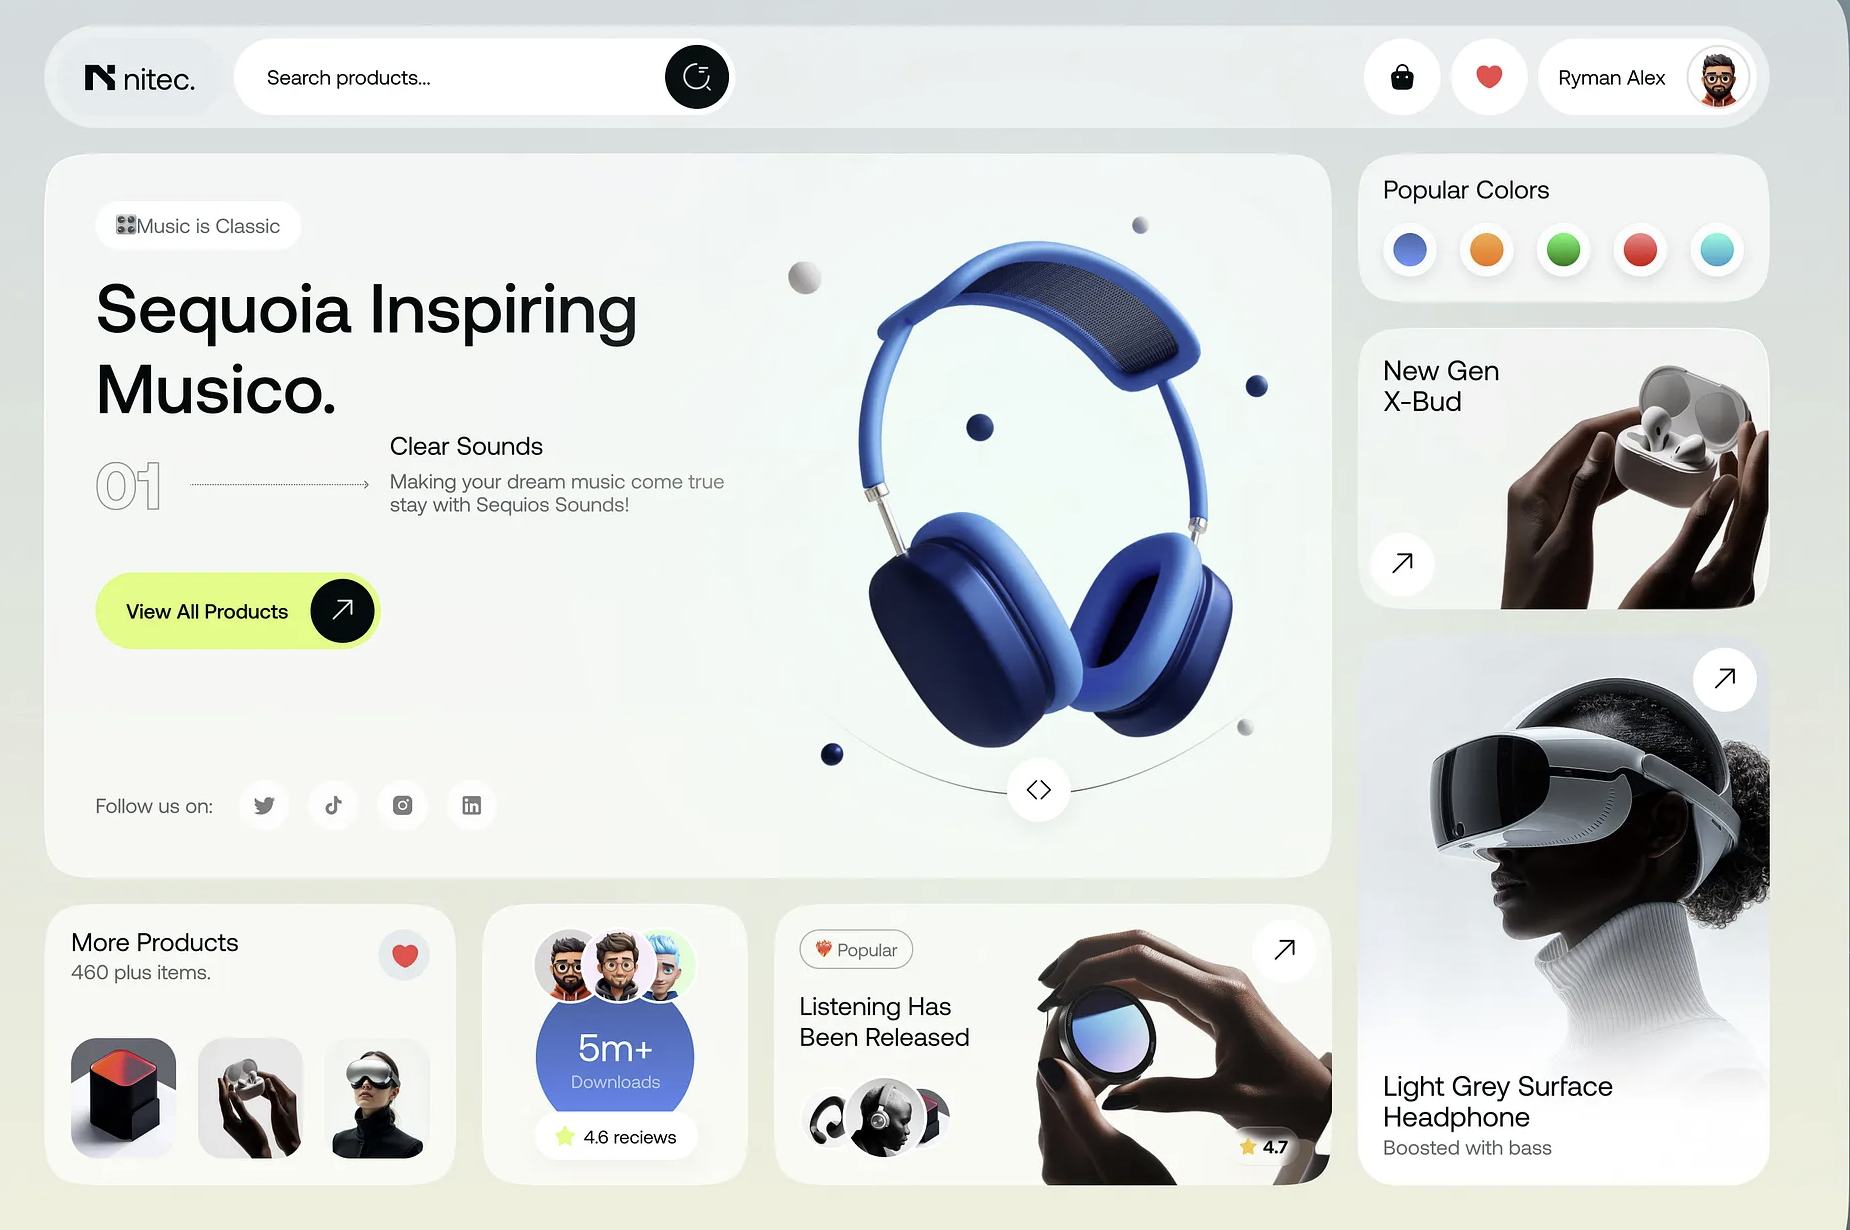 nitec.
Search products...
Ryman Alex
Music is Classic
Sequoia Inspiring
Musico.
01
Clear Sounds
Making your dream music come true
stay with Sequios Sounds!
View All Products
Follow us on:
Popular Colors
New Gen
X-Bud
More Products
460 plus items.
5m+
Downloads
4.6 reciews
Popular
Listening Has
Been Released
4.7
Light Grey Surface
Headphone
Boosted with bass